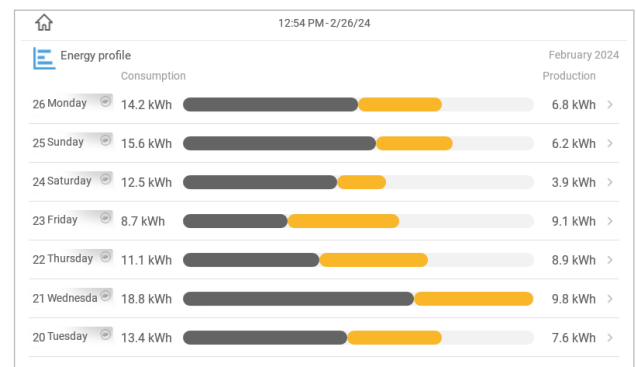 12:54 PM-2/26/24
Energy profile February 2024
Consumption Production
26 Monday 14.2 kWh 6.8 kWh
25 Sunday 15.6 kWh 6.2 kWh
24 Saturday 12.5 kWh 3.9 kWh
23 Friday 8.7 kWh 9.1 kWh
22 Thursday 11.1 kWh 8.9 kWh
21 Wednesda 18.8 kWh 9.8 kWh
20 Tuesday 13.4 kWh 7.6 kWh